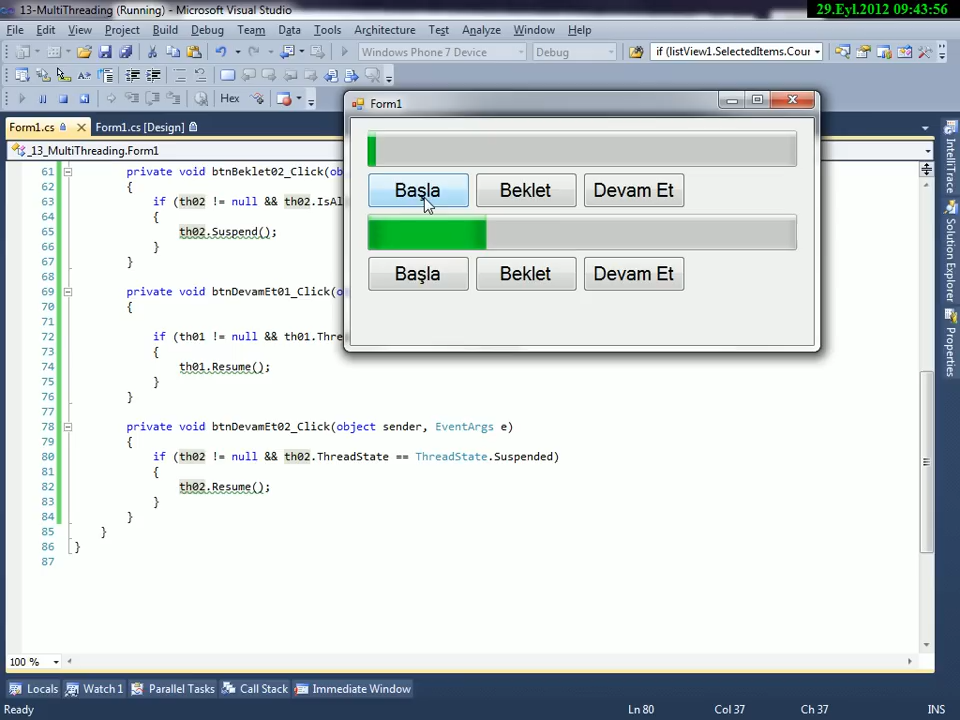 13-MultiThreading (Running) - Microsoft Visual Studio
29.Eyl.2012 09:43:56
File Edit View Project Build Debug Team Data Tools Architecture Test Analyze Window Help
Windows Phone 7 Device Debug if (listView1.SelectedItems.Cour
Hex
Form1.cs Form1.cs [Design]
_13_MultiThreading.Form1
Form1
Başla Beklet Devam Et
Başla Beklet Devam Et
61 private void btnBeklet02_Click(ob
62 {
63 if (th02 != null && th02.IsAl
64 {
65 th02.Suspend();
66 }
67 }
68
69 private void btnDevamEt01_Click(
70 {
71
72 if (th01 != null && th01.Thre
73 {
74 th01.Resume();
75 }
76 }
77
78 private void btnDevamEt02_Click(object sender, EventArgs e)
79 {
80 if (th02 != null && th02.ThreadState == ThreadState.Suspended)
81 {
82 th02.Resume();
83 }
84 }
85 }
86 }
87
IntelliTrace
Solution Explorer
Properties
100 %
Locals Watch 1 Parallel Tasks Call Stack Immediate Window
Ready Ln 80 Col 37 Ch 37 INS